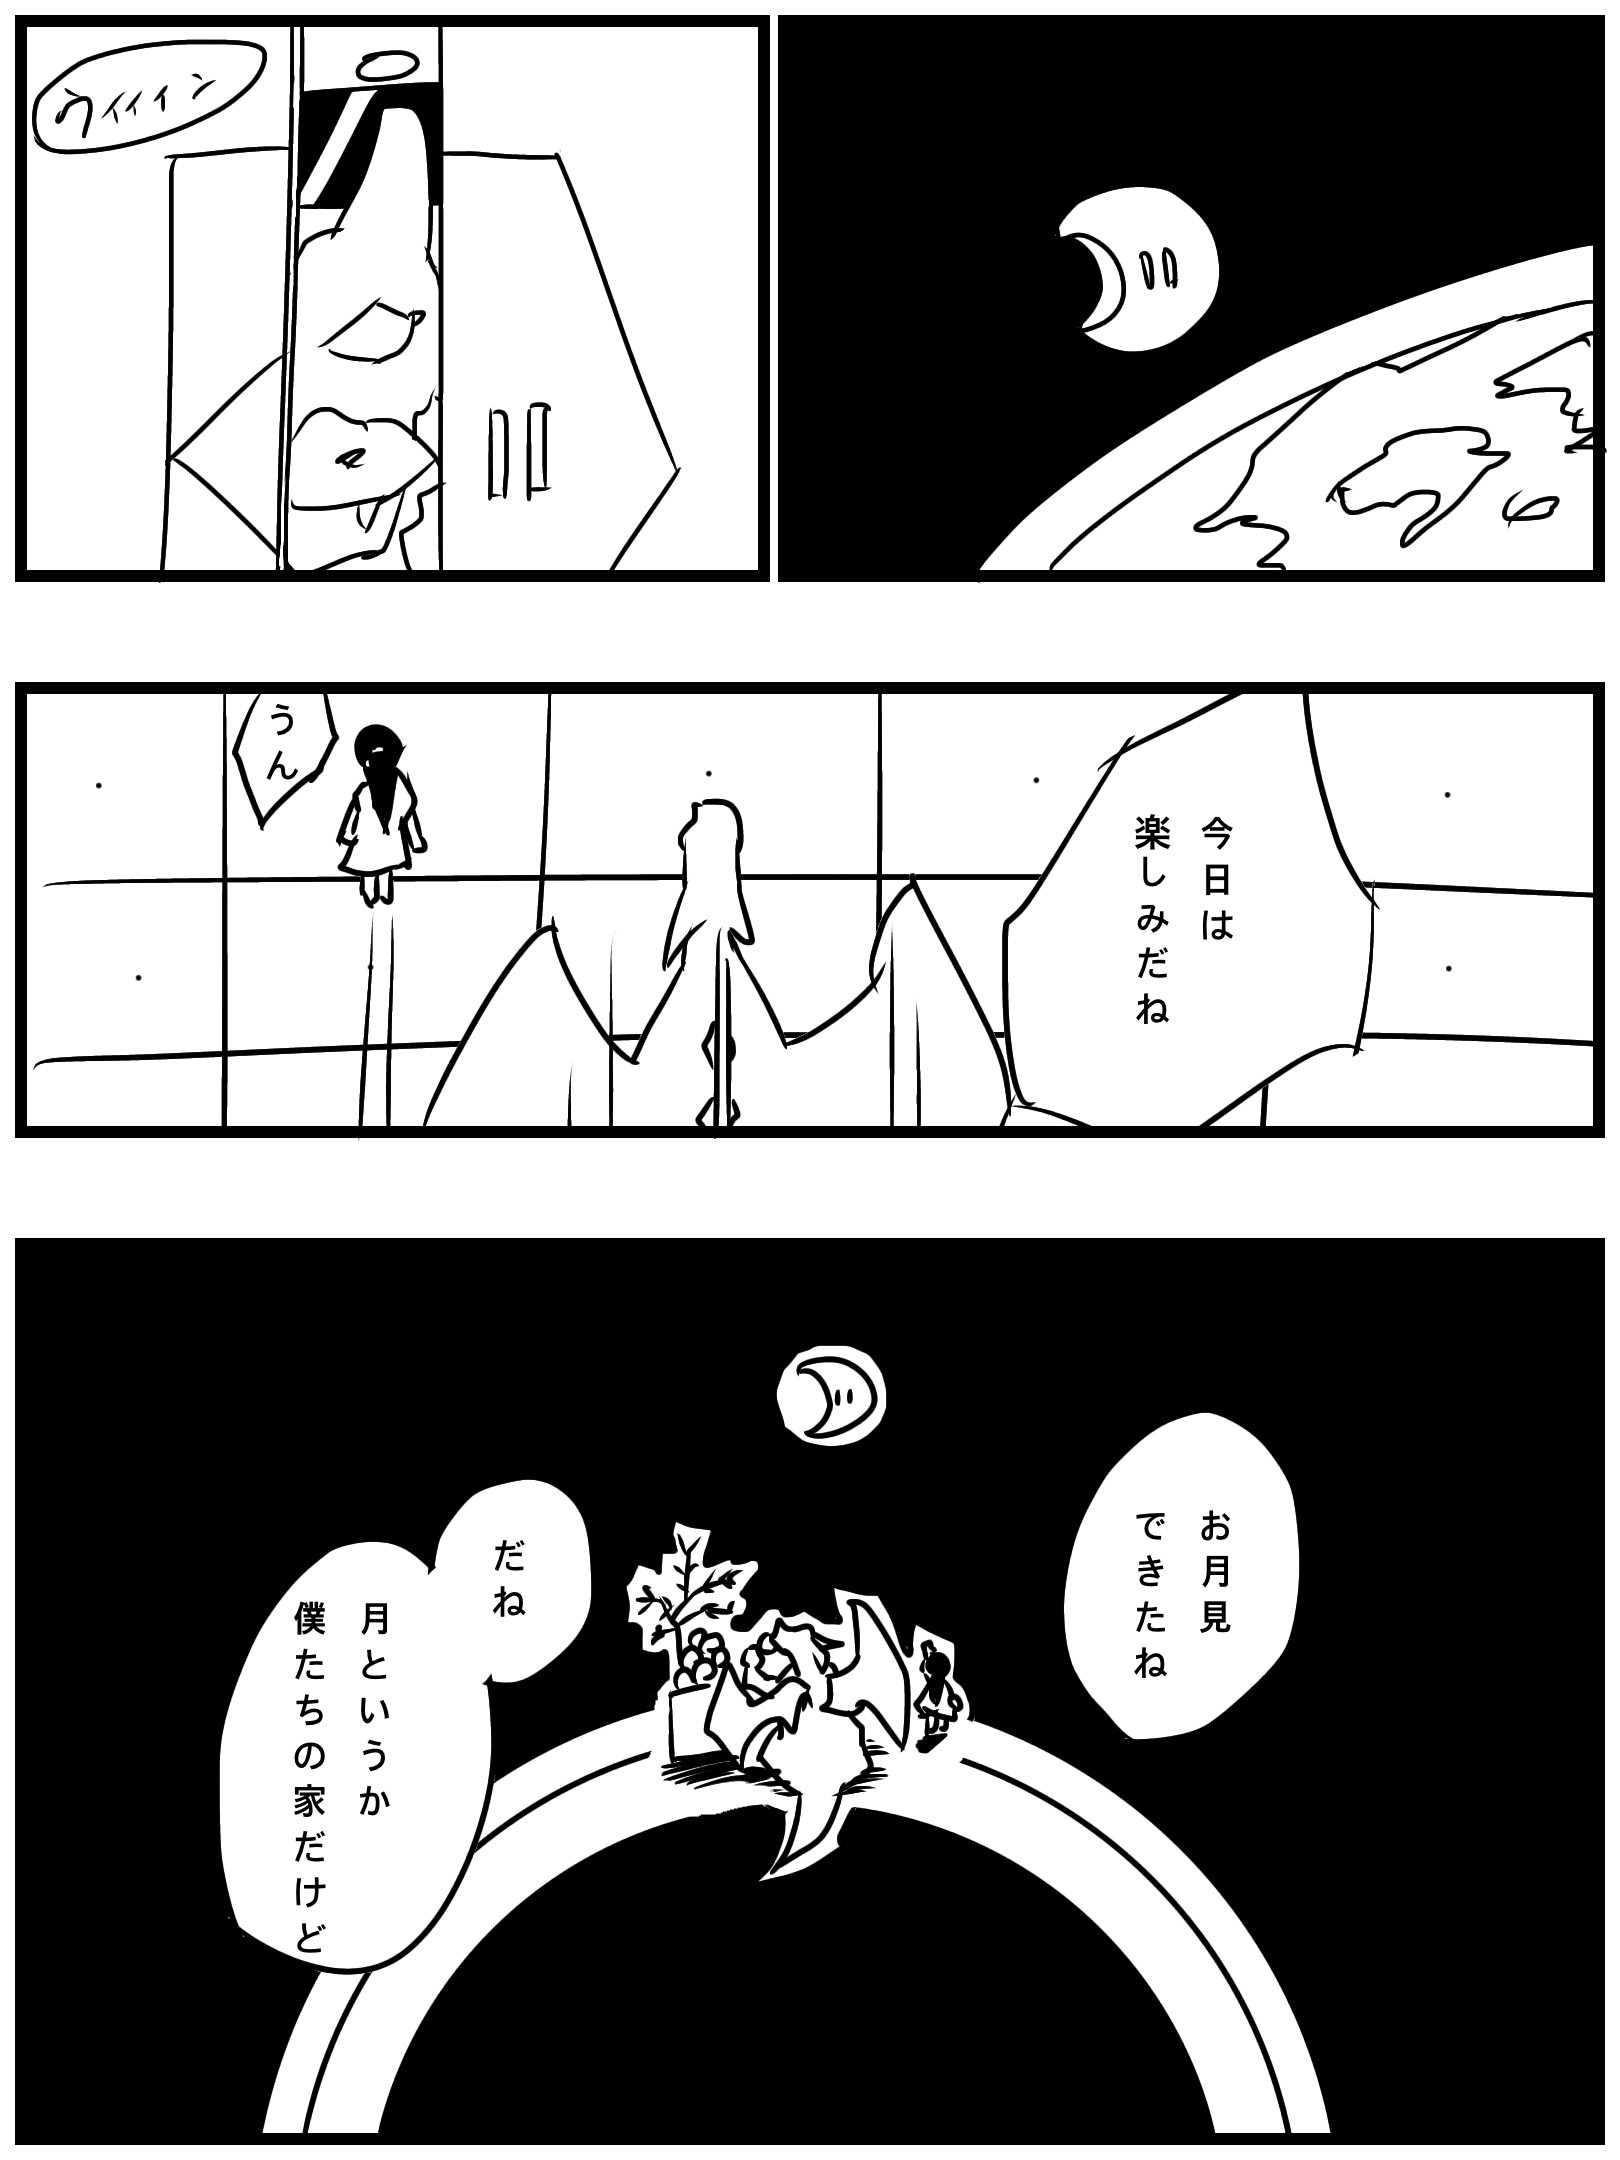 ウィィィン
今日は
楽しみだね
うん
お月見
できたね
だね
月というか
僕たちの家だけど